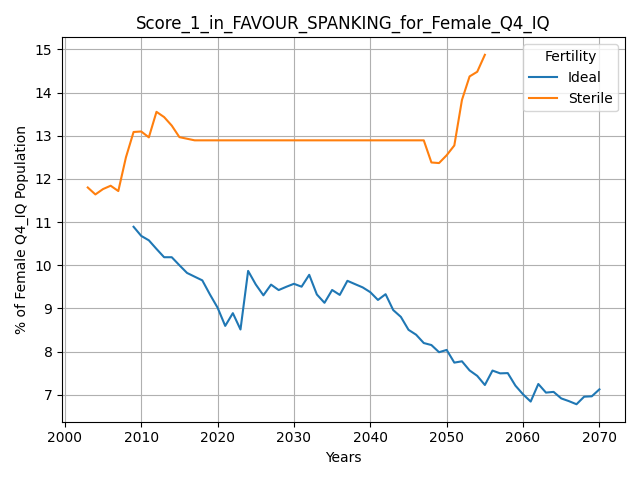 Score_1_in_FAVOUR_SPANKING_for_Female_Q4_IQ
% of Female Q4_IQ Population
15
14
13
12
11
10
9
8
7
Fertility
Ideal
Sterile
2000 2010 2020 2030 2040 2050 2060 2070
Years